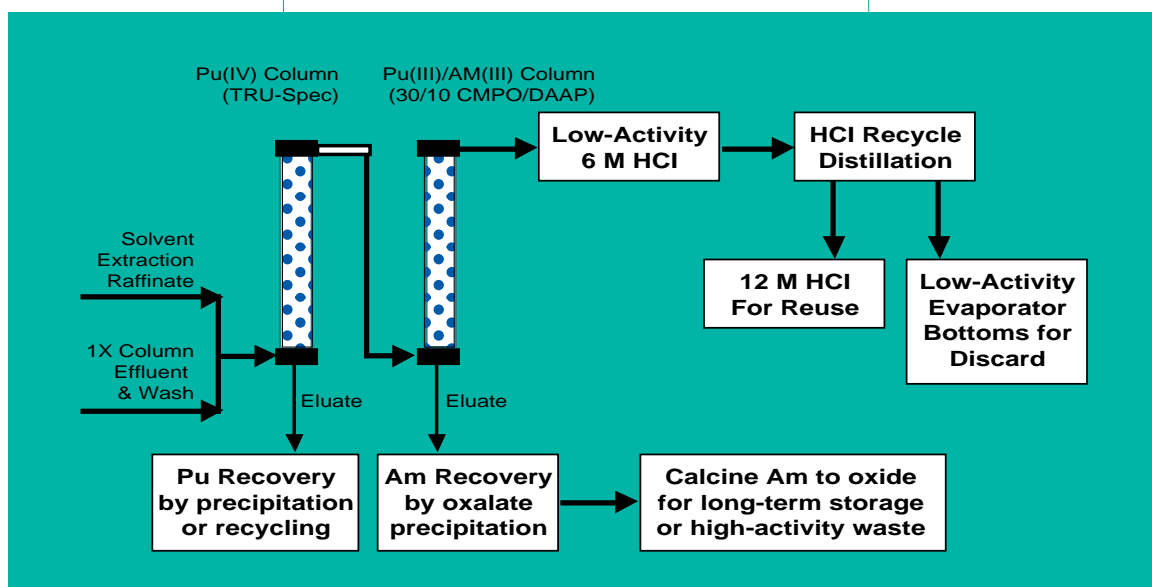 Pu(IV) Column
(TRU-Spec)
Pu(III)/AM(III) Column
(30/10 CMPO/DAAP)
Low-Activity
6 M HCl
HCl Recycle
Distillation
Solvent
Extraction
Raffinate
12 M HCl
For Reuse
Low-Activity
Evaporator
Bottoms for
Discard
1X Column
Effluent
& Wash
Eluate
Eluate
Pu Recovery
by precipitation
or recycling
Am Recovery
by oxalate
precipitation
Calcine Am to oxide
for long-term storage
or high-activity waste